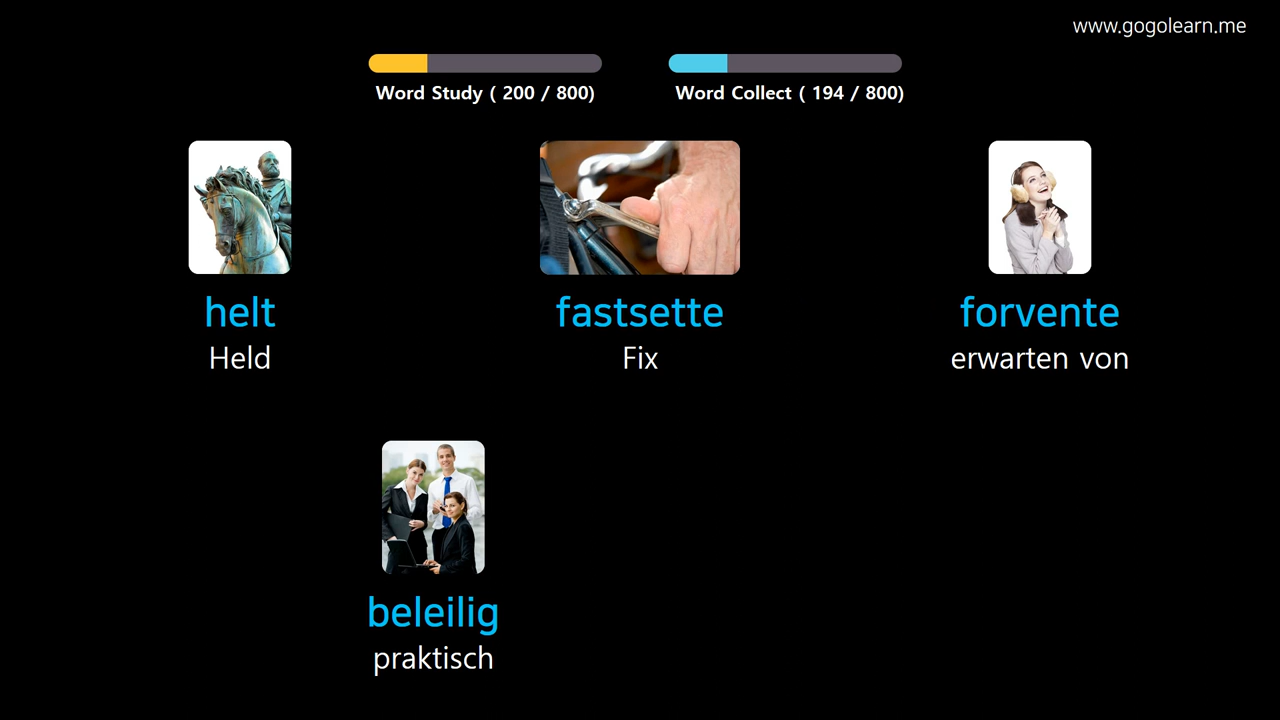 www.gogolearn.me
Word Study ( 200 / 800)
Word Collect ( 194 / 800)
helt
Held
fastsette
Fix
forvente
erwarten von
beleilig
praktisch